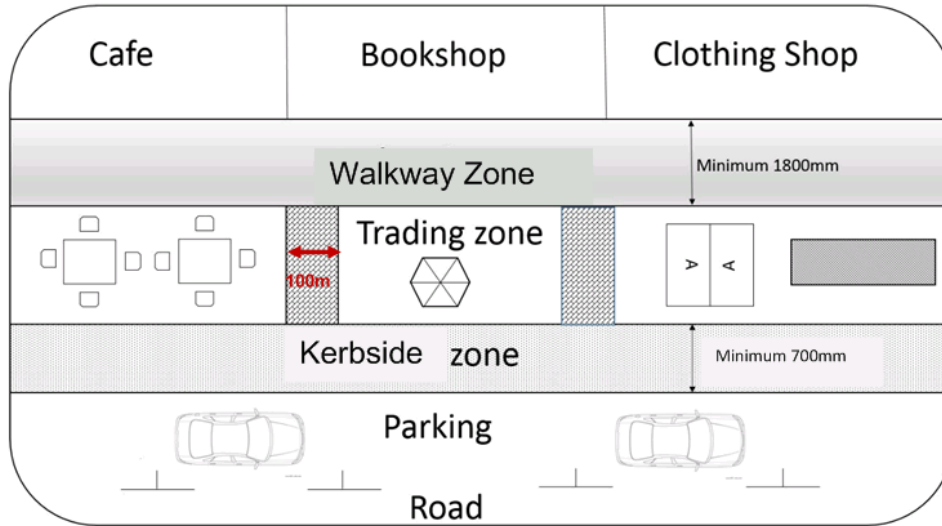 Cafe
Bookshop
Clothing Shop
Walkway Zone
Minimum 1800mm
Trading zone
100m
A A
Kerbside zone
Minimum 700mm
Parking
Road